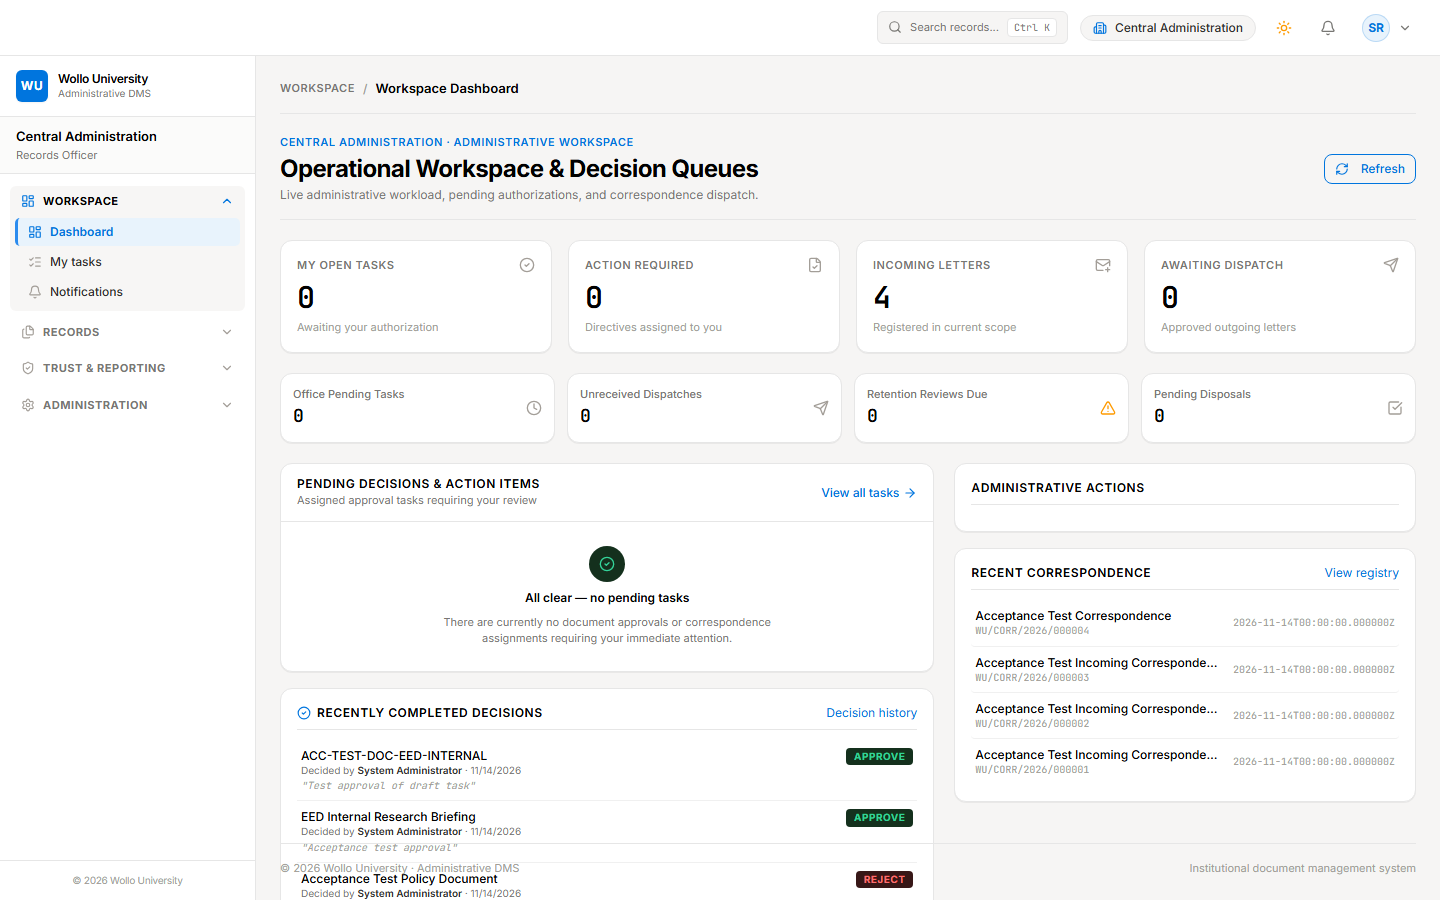 Search records...
Ctrl K
Central Administration
SR
WU
Wollo University
Administrative DMS
Central Administration
Records Officer
WORKSPACE
Dashboard
My tasks
Notifications
RECORDS
TRUST & REPORTING
ADMINISTRATION
© 2026 Wollo University
WORKSPACE / Workspace Dashboard
CENTRAL ADMINISTRATION · ADMINISTRATIVE WORKSPACE
Operational Workspace & Decision Queues
Live administrative workload, pending authorizations, and correspondence dispatch.
Refresh
MY OPEN TASKS
0
Awaiting your authorization
ACTION REQUIRED
0
Directives assigned to you
INCOMING LETTERS
4
Registered in current scope
AWAITING DISPATCH
0
Approved outgoing letters
Office Pending Tasks
0
Unreceived Dispatches
0
Retention Reviews Due
0
Pending Disposals
0
PENDING DECISIONS & ACTION ITEMS
Assigned approval tasks requiring your review
View all tasks
All clear — no pending tasks
There are currently no document approvals or correspondence
assignments requiring your immediate attention.
RECENTLY COMPLETED DECISIONS
Decision history
ACC-TEST-DOC-EED-INTERNAL
APPROVE
Decided by System Administrator · 11/14/2026
"Test approval of draft task"
EED Internal Research Briefing
APPROVE
Decided by System Administrator · 11/14/2026
"Acceptance test approval"
© 2026 Wollo University · Administrative DMS
Acceptance Test Policy Document
REJECT
Decided by System Administrator · 11/14/2026
ADMINISTRATIVE ACTIONS
RECENT CORRESPONDENCE
View registry
Acceptance Test Correspondence
WU/CORR/2026/000004
2026-11-14T00:00:00.000000Z
Acceptance Test Incoming Corresponde...
WU/CORR/2026/000003
2026-11-14T00:00:00.000000Z
Acceptance Test Incoming Corresponde...
WU/CORR/2026/000002
2026-11-14T00:00:00.000000Z
Acceptance Test Incoming Corresponde...
WU/CORR/2026/000001
2026-11-14T00:00:00.000000Z
Institutional document management system